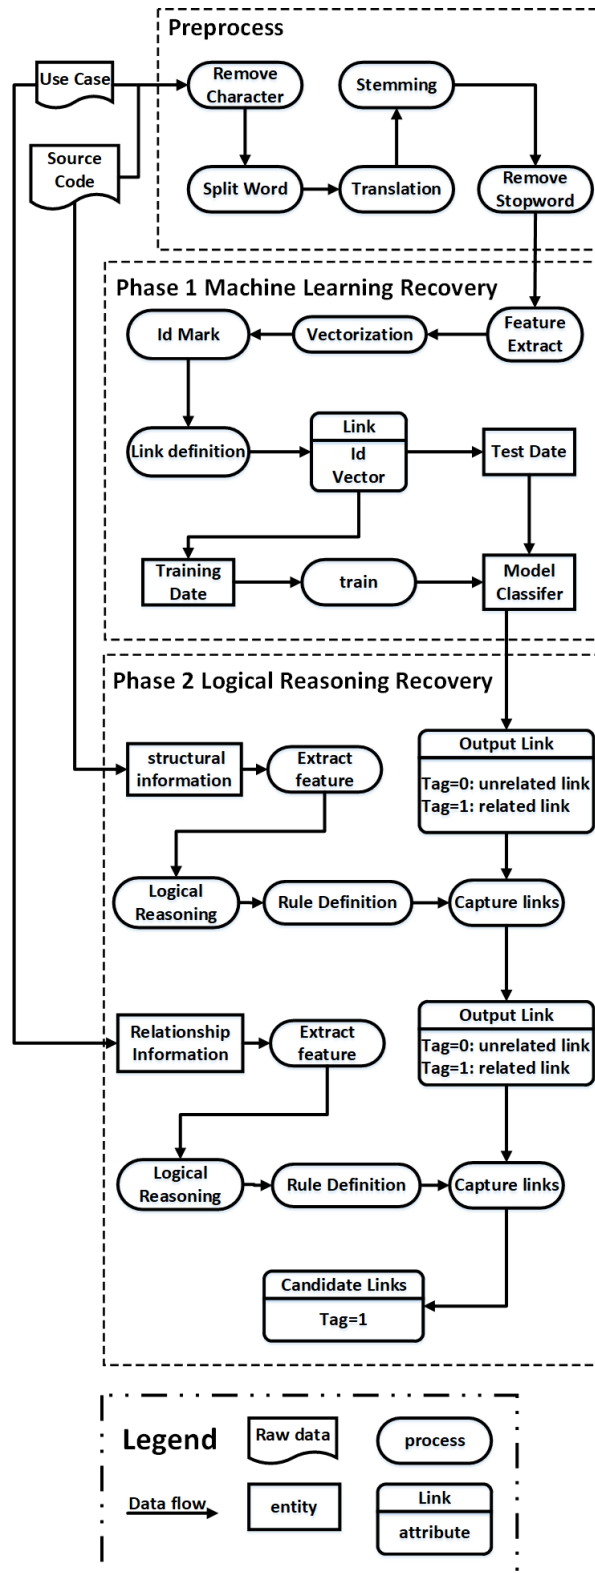 Preprocess
Use Case
Remove
Character
Stemming
Source
Code
Split Word
Translation
Remove
Stopword
Phase 1 Machine Learning Recovery
Id Mark
Vectorization
Feature
Extract
Link definition
Link
Id
Vector
Test Date
Training
Date
train
Model
Classifer
Phase 2 Logical Reasoning Recovery
structural
information
Extract
feature
Output Link
Tag=0: unrelated link
Tag=1: related link
Logical
Reasoning
Rule Definition
Capture links
Relationship
Information
Extract
feature
Output Link
Tag=0: unrelated link
Tag=1: related link
Logical
Reasoning
Rule Definition
Capture links
Candidate Links
Tag=1
Legend
Raw data
process
Data flow
entity
Link
attribute